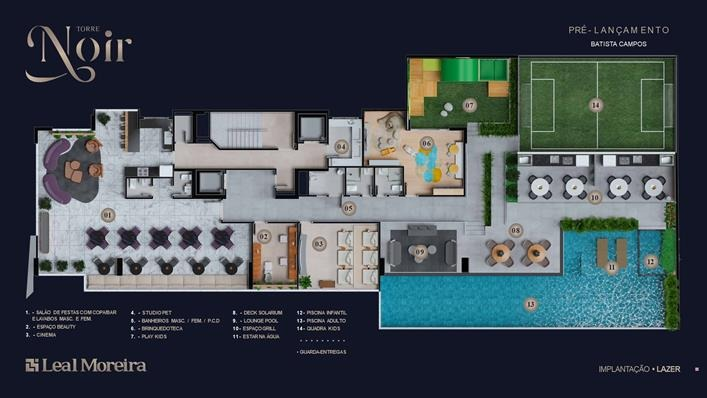 TORRE
Noir
PRÉ - LANÇAMENTO
BATISTA CAMPOS
07
14
04
06
10
05
01
02
03
09
08
11
12
13
1. - SALÃO DE FESTAS COM COPA/BAR
E LAVABOS MASC. E FEM.
2. - ESPAÇO BEAUTY
3. - CINEMA
4. - STUDIO PET
5. - BANHEIROS MASC. / FEM. / P.C.D
6. - BRINQUEDOTECA
7. - PLAY KIDS
8. - DECK SOLARIUM
9. - LOUNGE POOL
10- ESPAÇO GRILL
11- ESTAR NA ÁGUA
12- PISCINA INFANTIL
13- PISCINA ADULTO
14- QUADRA KIDS
• GUARDA-ENTREGAS
Leal Moreira
IMPLANTAÇÃO • LAZER